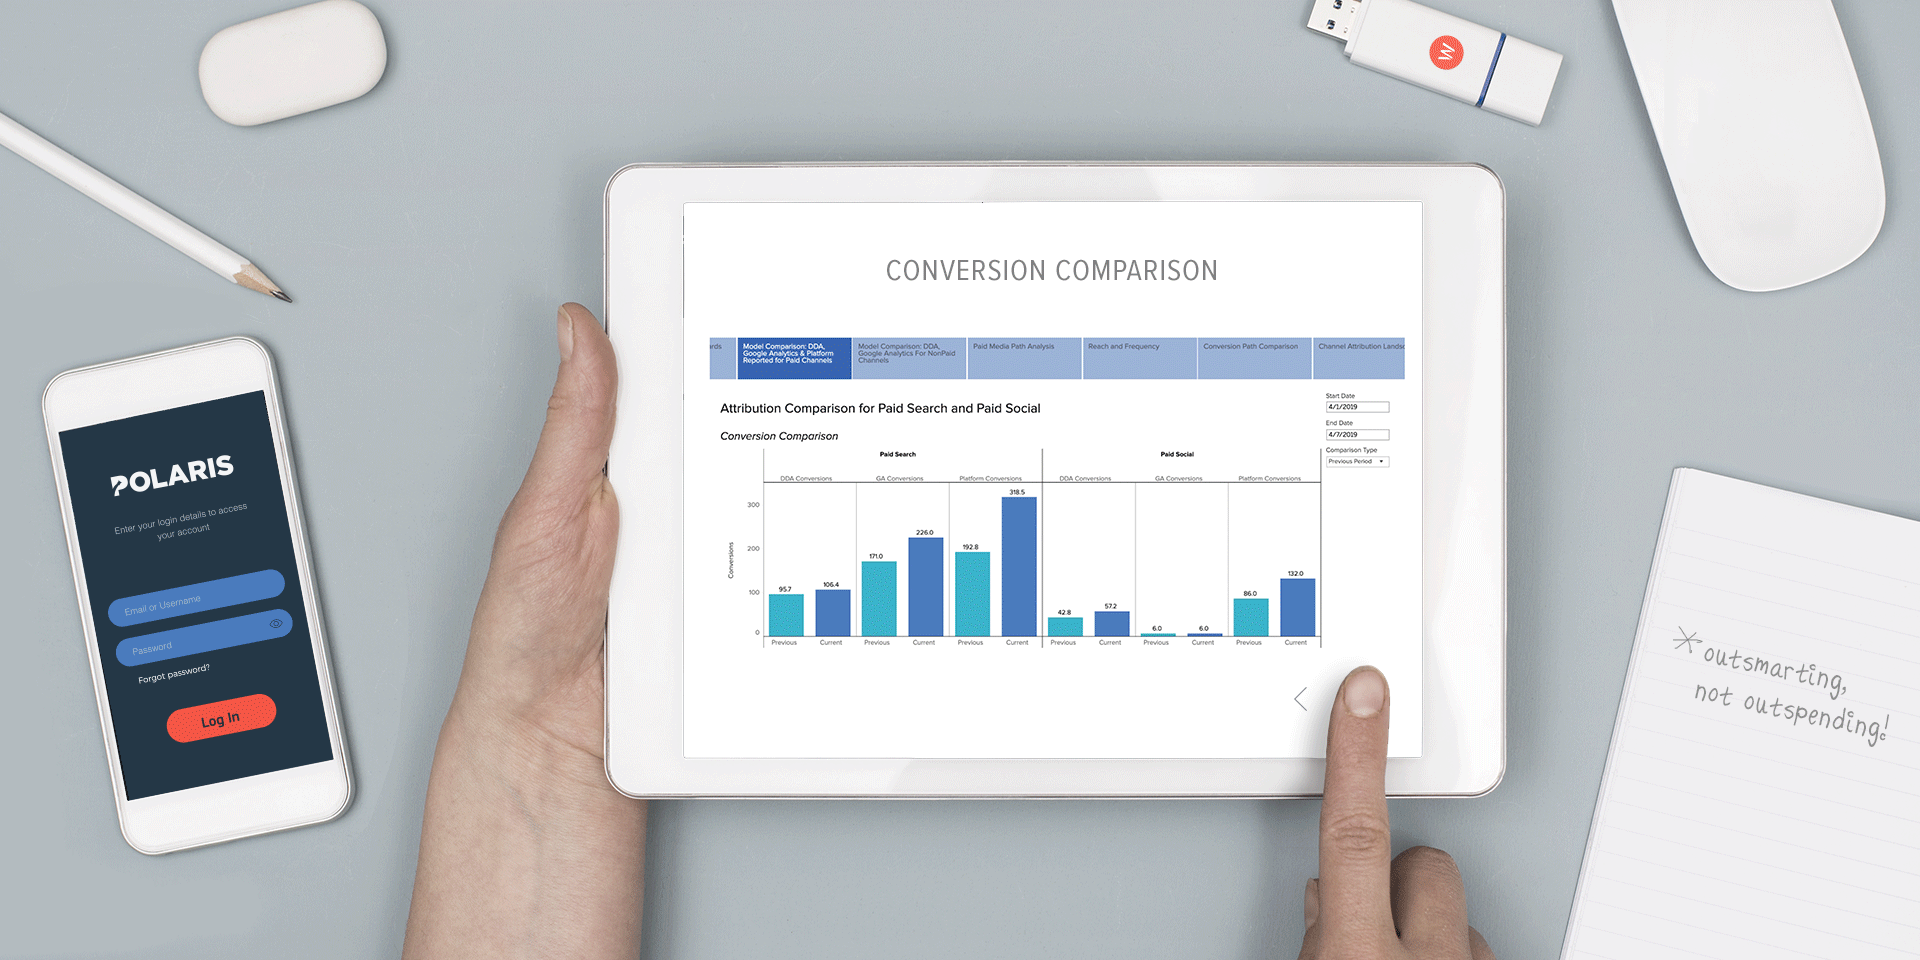 W
CONVERSION COMPARISON
rds
Model Comparison: DDA,
Google Analytics & Platform
Reported for Paid Channels
Model Comparison: DDA,
Google Analytics For NonPaid
Channels
Paid Media Path Analysis
Reach and Frequency
Conversion Path Comparison
Channel Attribution Landsc
Attribution Comparison for Paid Search and Paid Social
Start Date
4/1/2019
End Date
4/7/2019
Comparison Type
Previous Period
Conversion Comparison
Paid Search
Paid Social
DDA Conversions
GA Conversions
Platform Conversions
DDA Conversions
GA Conversions
Platform Conversions
Conversions
300
200
100
0
95.7
106.4
171.0
226.0
192.8
318.5
42.8
57.2
6.0
6.0
86.0
132.0
Previous
Current
Previous
Current
Previous
Current
Previous
Current
Previous
Current
Previous
Current
POLARIS
Enter your login details to access
your account
Email or Username
Password
Forgot password?
Log In
* outsmarting,
not outspending!